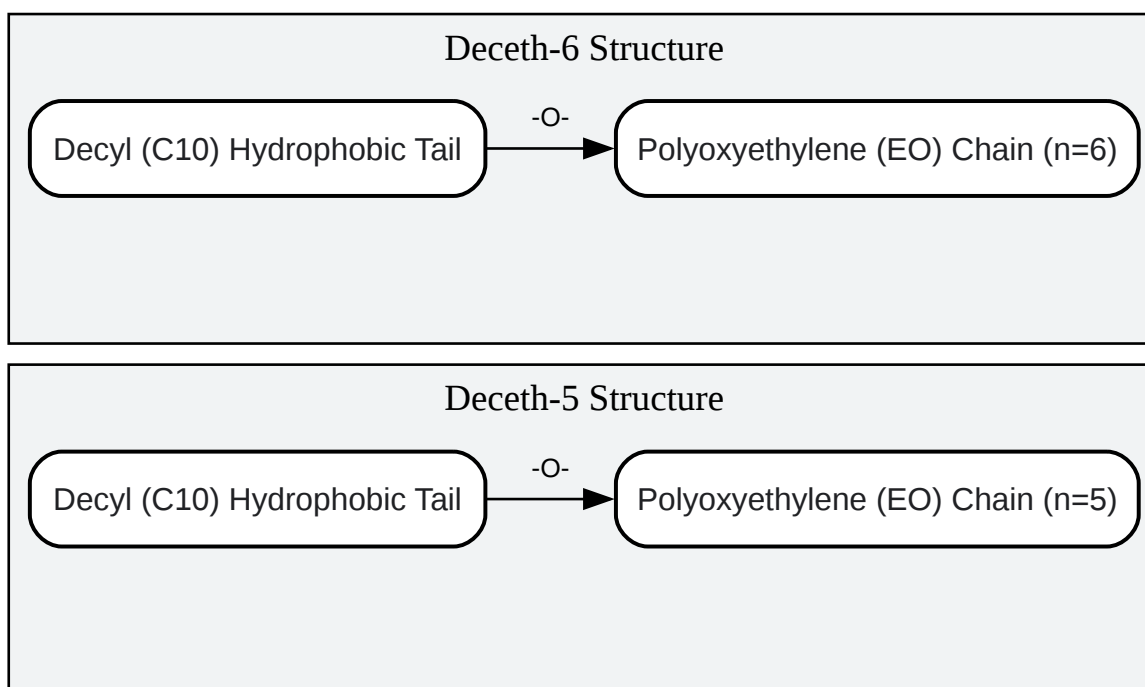 Deceth-6 Structure
-O-
Decyl (C10) Hydrophobic Tail
Polyoxyethylene (EO) Chain (n=6)
Deceth-5 Structure
-O-
Decyl (C10) Hydrophobic Tail
Polyoxyethylene (EO) Chain (n=5)